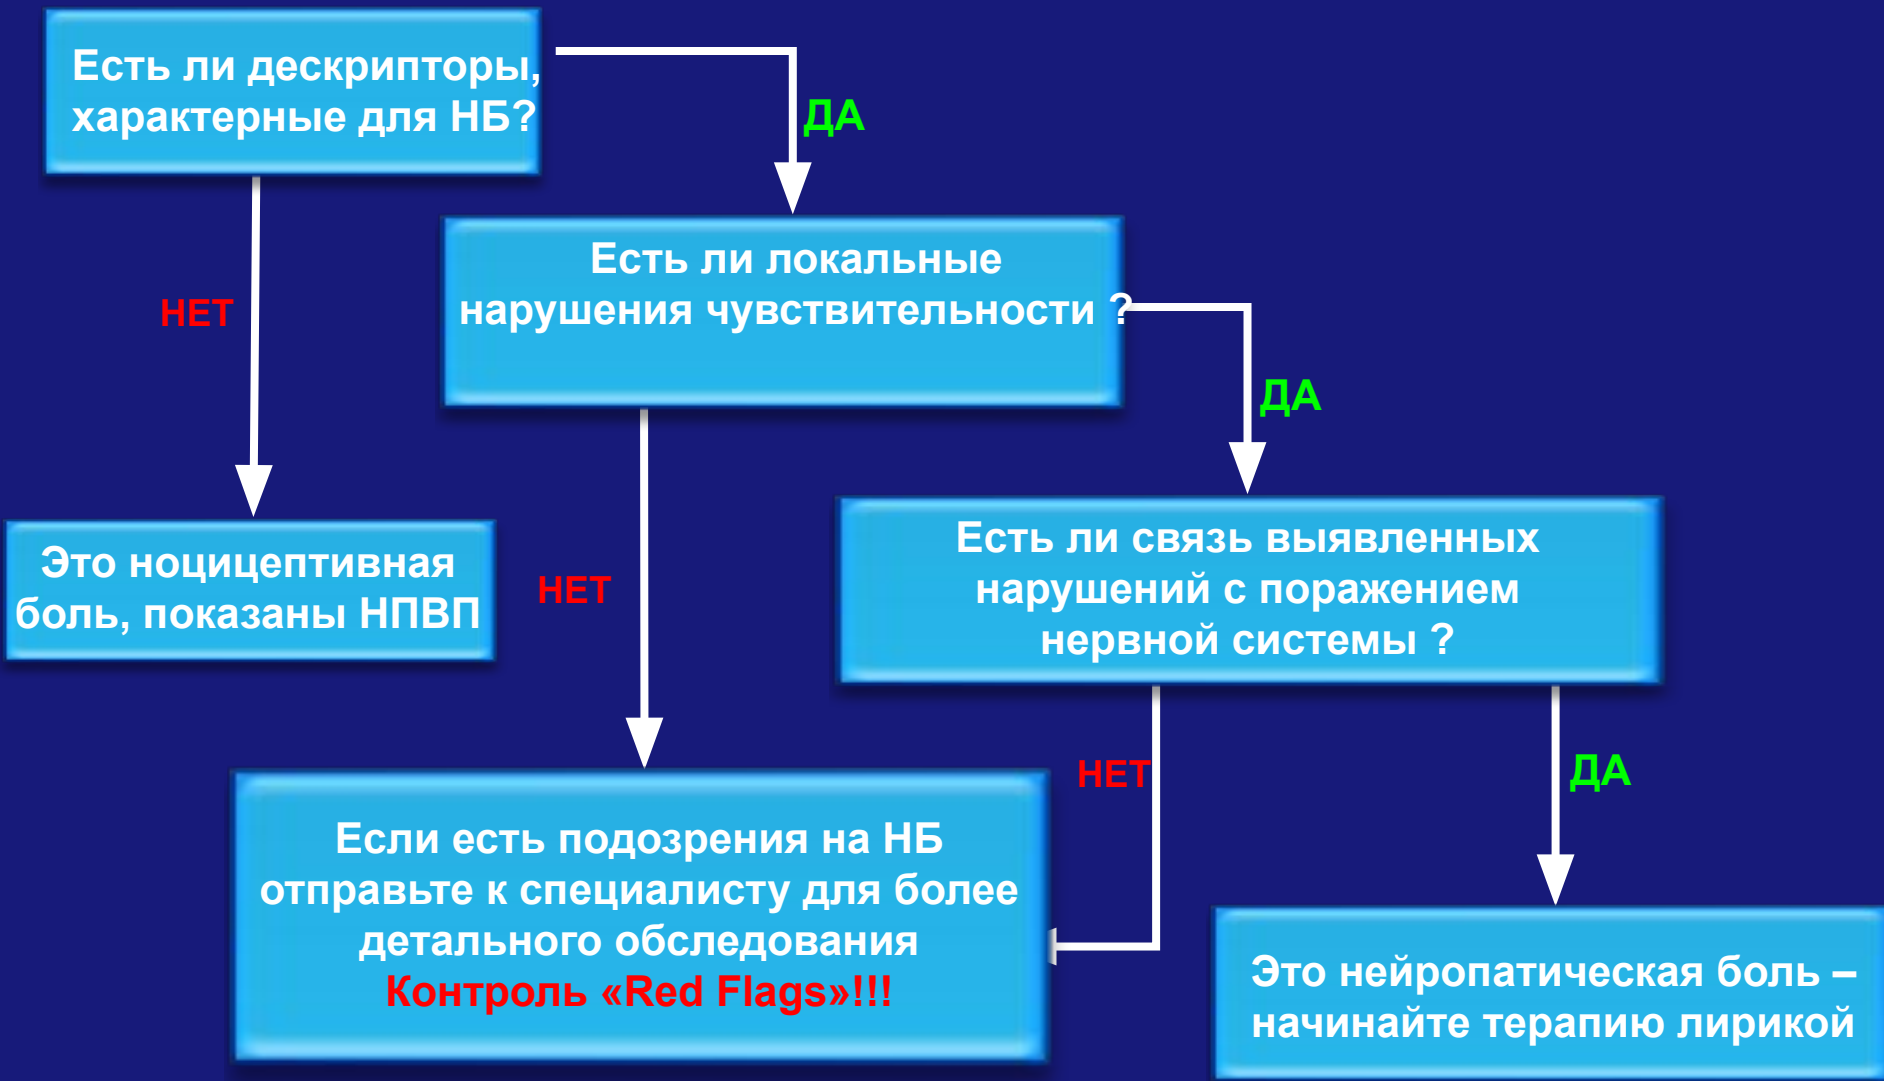 Есть ли дескрипторы,
характерные для НБ?
ДА
Есть ли локальные
нарушения чувствительности ?
НЕТ
ДА
Это ноцицептивная
боль, показаны НПВП
НЕТ
Есть ли связь выявленных
нарушений с поражением
нервной системы ?
НЕТ
ДА
Если есть подозрения на НБ
отправьте к специалисту для более
детального обследования
Контроль «Red Flags»!!!
Это нейропатическая боль –
начинайте терапию лирикой